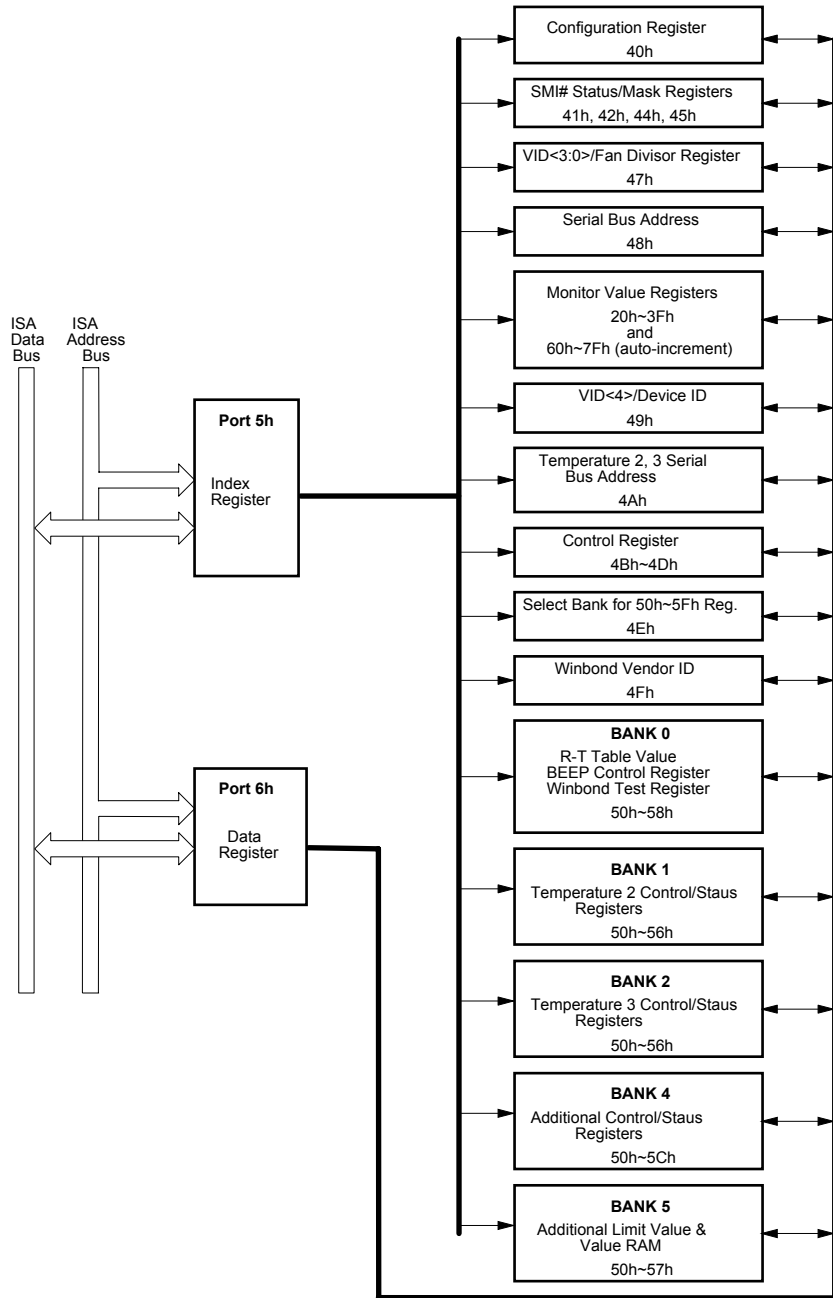 Configuration Register
40h
SMI# Status/Mask Registers
41h, 42h, 44h, 45h
VID<3:0>/Fan Divisor Register
47h
Serial Bus Address
48h
Monitor Value Registers
20h~3Fh
and
60h~7Fh (auto-increment)
ISA
Data
Bus
ISA
Address
Bus
VID<4>/Device ID
49h
Port 5h
Index
Register
Temperature 2, 3 Serial
Bus Address
4Ah
Control Register
4Bh~4Dh
Select Bank for 50h~5Fh Reg.
4Eh
Winbond Vendor ID
4Fh
BANK 0
R-T Table Value
BEEP Control Register
Winbond Test Register
50h~58h
Port 6h
Data
Register
BANK 1
Temperature 2 Control/Staus
Registers
50h~56h
BANK 2
Temperature 3 Control/Staus
Registers
50h~56h
BANK 4
Additional Control/Staus
Registers
50h~5Ch
BANK 5
Additional Limit Value &
Value RAM
50h~57h